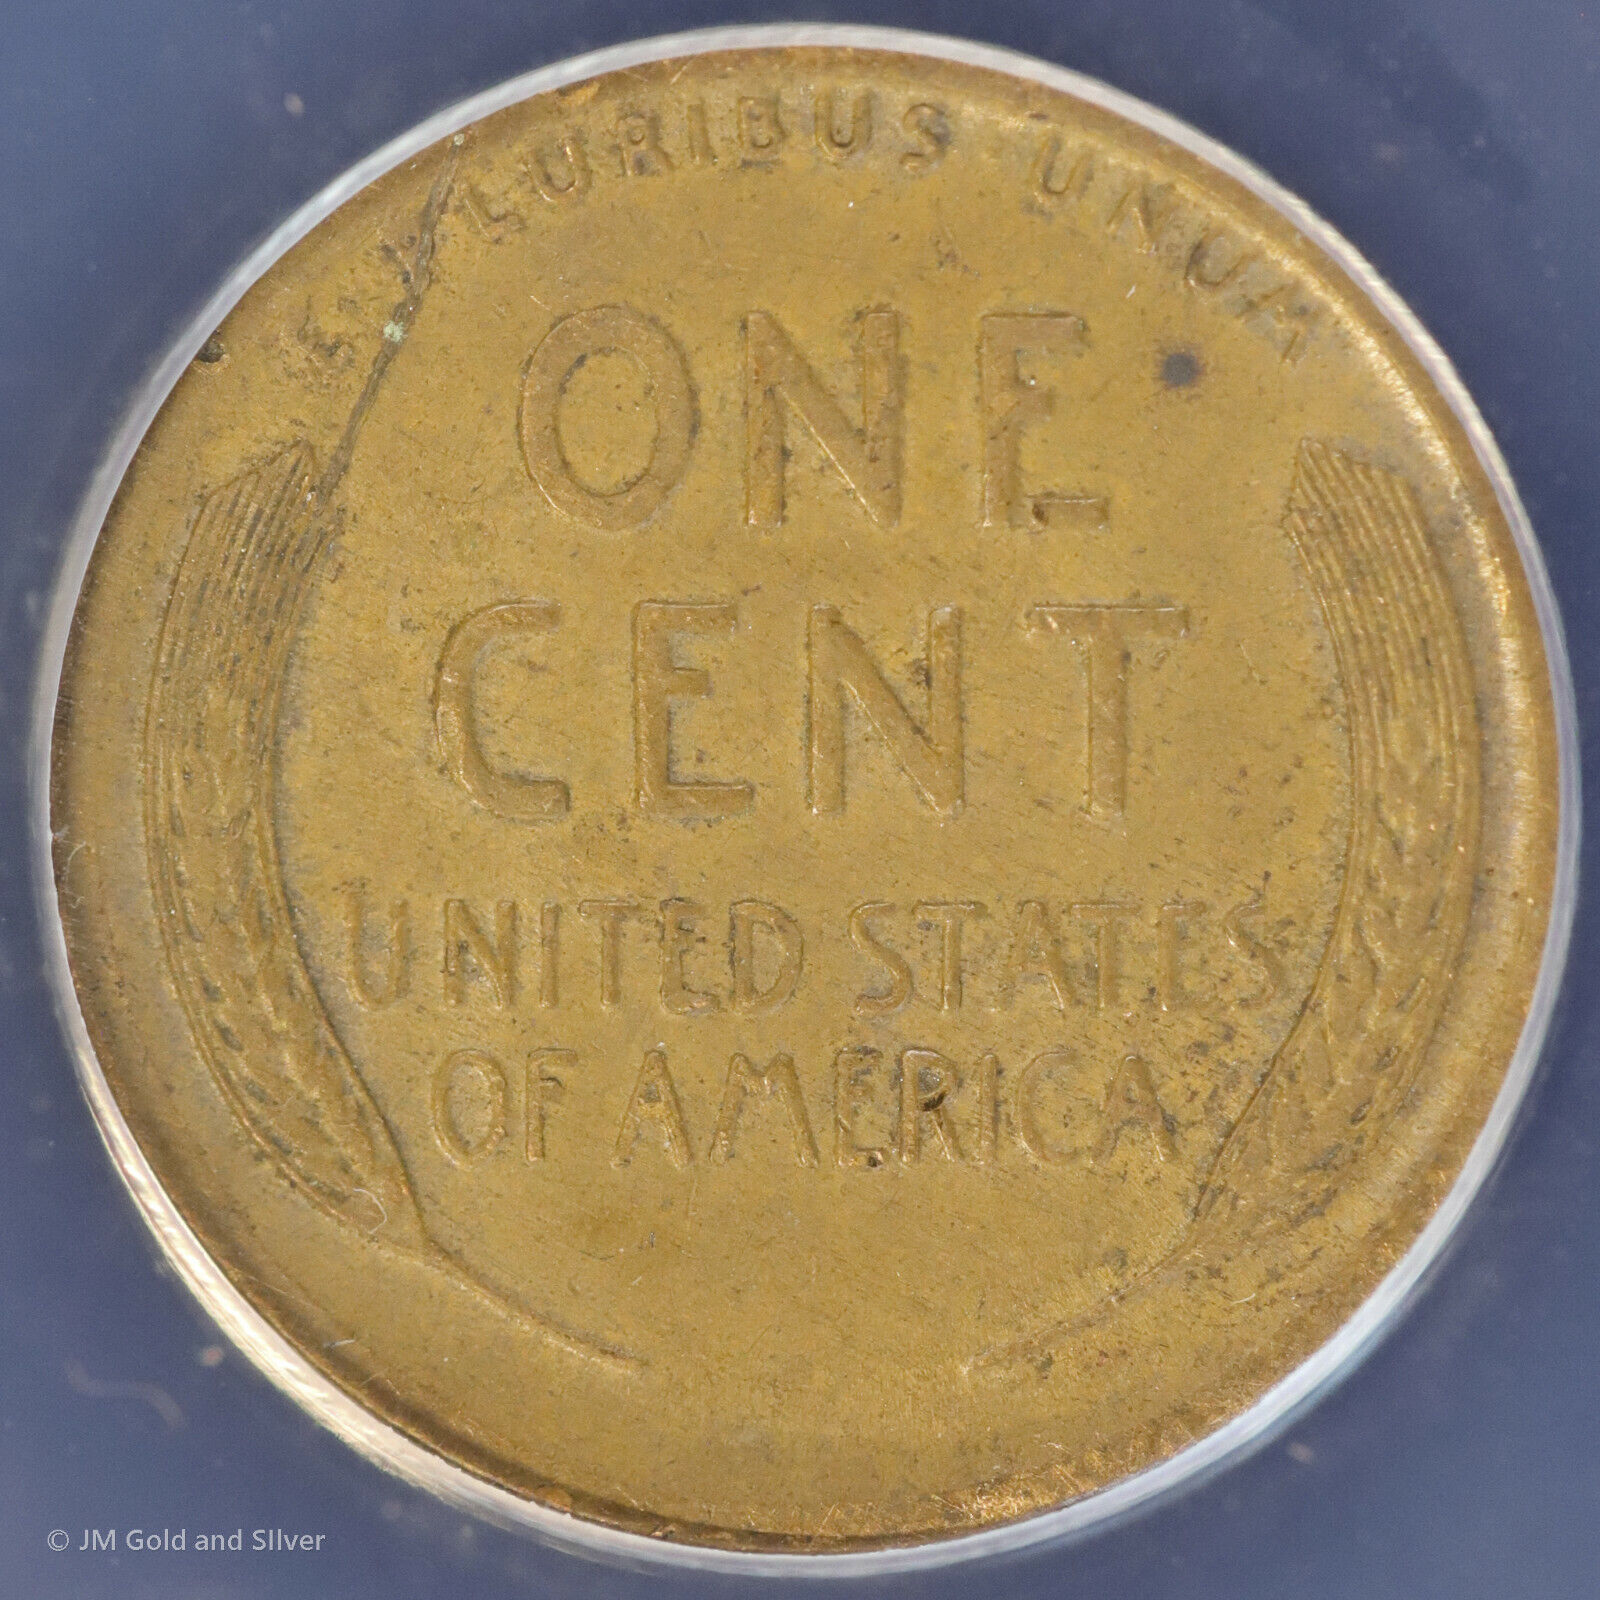 E LURIBUS · UNUM
ONE
CENT
UNITED STATES
OF AMERICA
© JM Gold and Silver